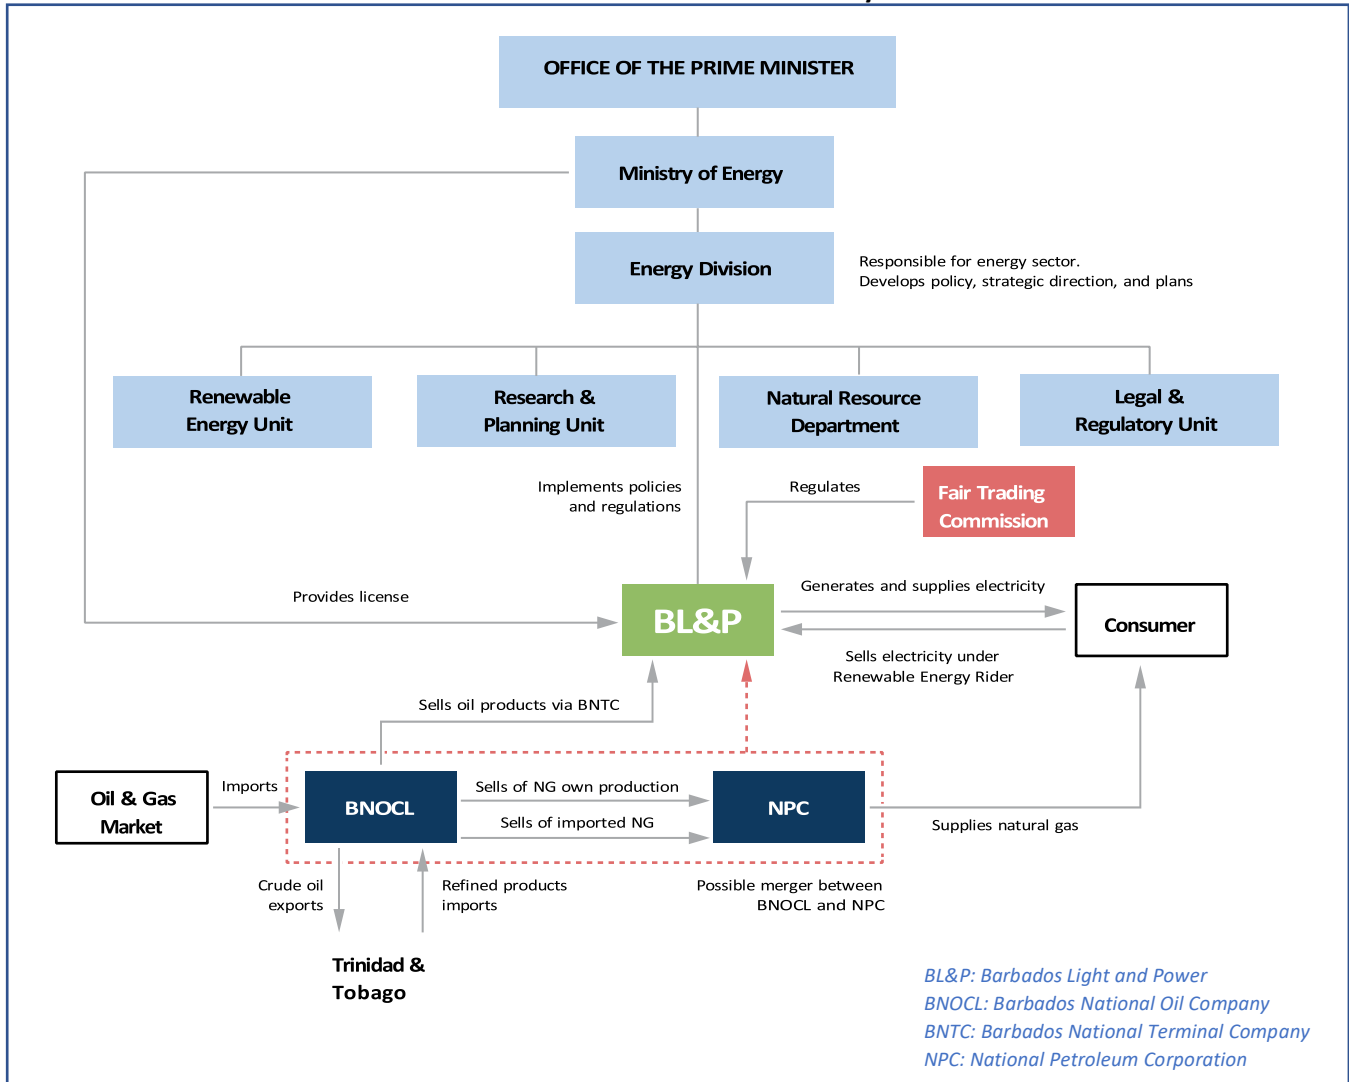 OFFICE OF THE PRIME MINISTER
Ministry of Energy
Energy Division
Responsible for energy sector.
Develops policy, strategic direction, and plans
Renewable
Energy Unit
Research &
Planning Unit
Natural Resource
Department
Legal &
Regulatory Unit
Implements policies
and regulations
Regulates
Fair Trading
Commission
Provides license
BL&P
Generates and supplies electricity
Consumer
Sells electricity under
Renewable Energy Rider
Sells oil products via BNTC
Oil & Gas
Market
Imports
BNOCL
Sells of NG own production
Sells of imported NG
NPC
Supplies natural gas
Crude oil
exports
Refined products
imports
Possible merger between
BNOCL and NPC
Trinidad &
Tobago
BL&P: Barbados Light and Power
BNOCL: Barbados National Oil Company
BNTC: Barbados National Terminal Company
NPC: National Petroleum Corporation